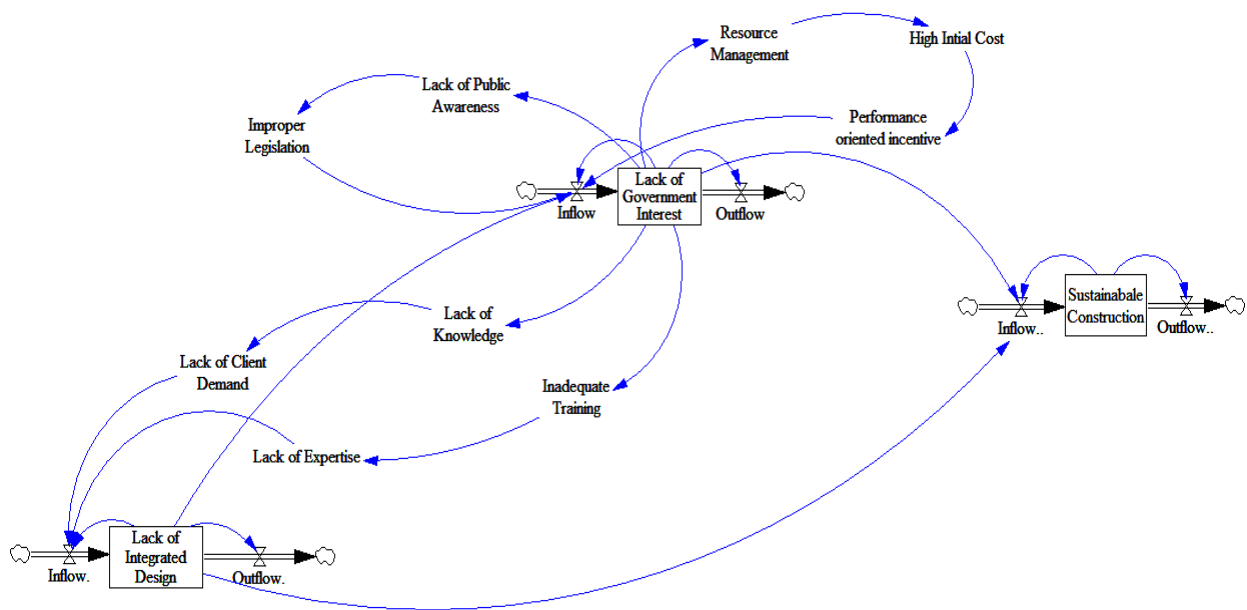 Resource
Management
High Intial Cost
Lack of Public
Awareness
Improper
Legislation
Performance
oriented incentive
Lack of
Government
Interest
Inflow
Outflow
Sustainabale
Construction
Inflow..
Outflow..
Lack of
Knowledge
Lack of Client
Demand
Inadequate
Training
Lack of Expertise
Lack of
Integrated
Design
Inflow.
Outflow.